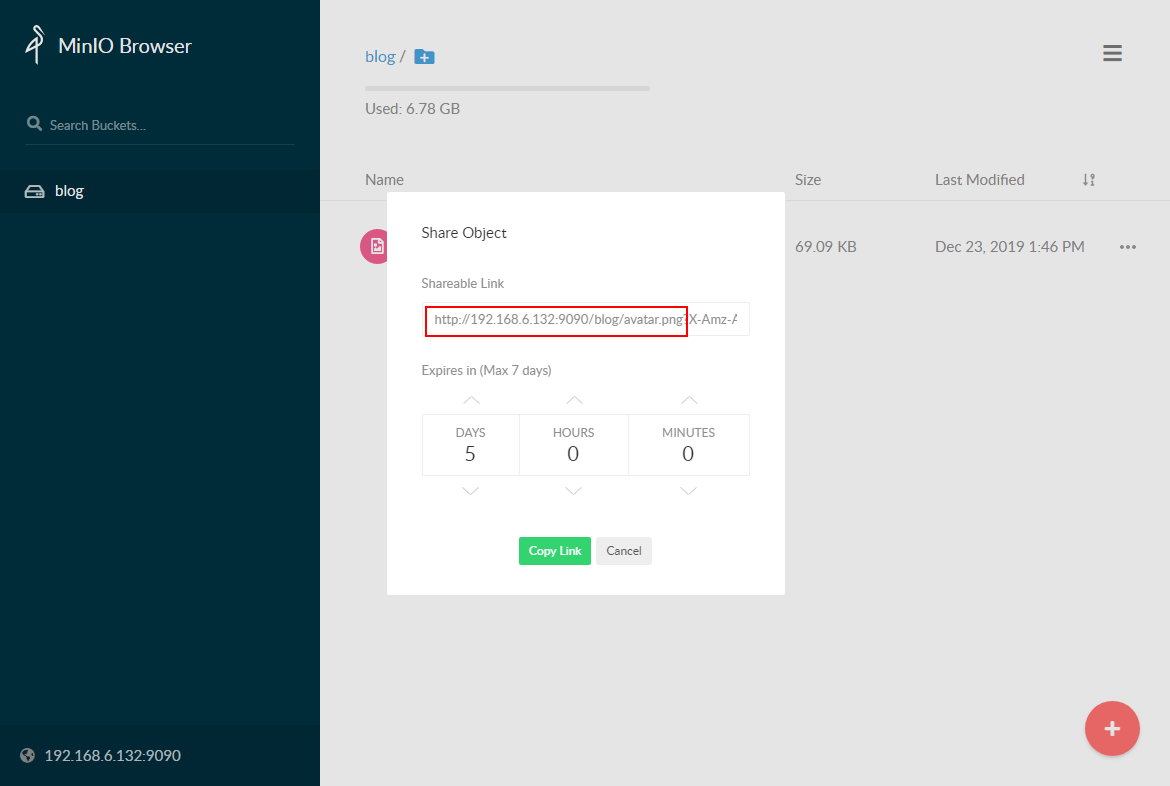 MinIO Browser
Search Buckets...
blog
192.168.6.132:9090
blog /
Used: 6.78 GB
Name Size Last Modified
69.09 KB Dec 23, 2019 1:46 PM
Share Object
Shareable Link
http://192.168.6.132:9090/blog/avatar.png?X-Amz-A
Expires in (Max 7 days)
DAYS HOURS MINUTES
5 0 0
Copy Link Cancel